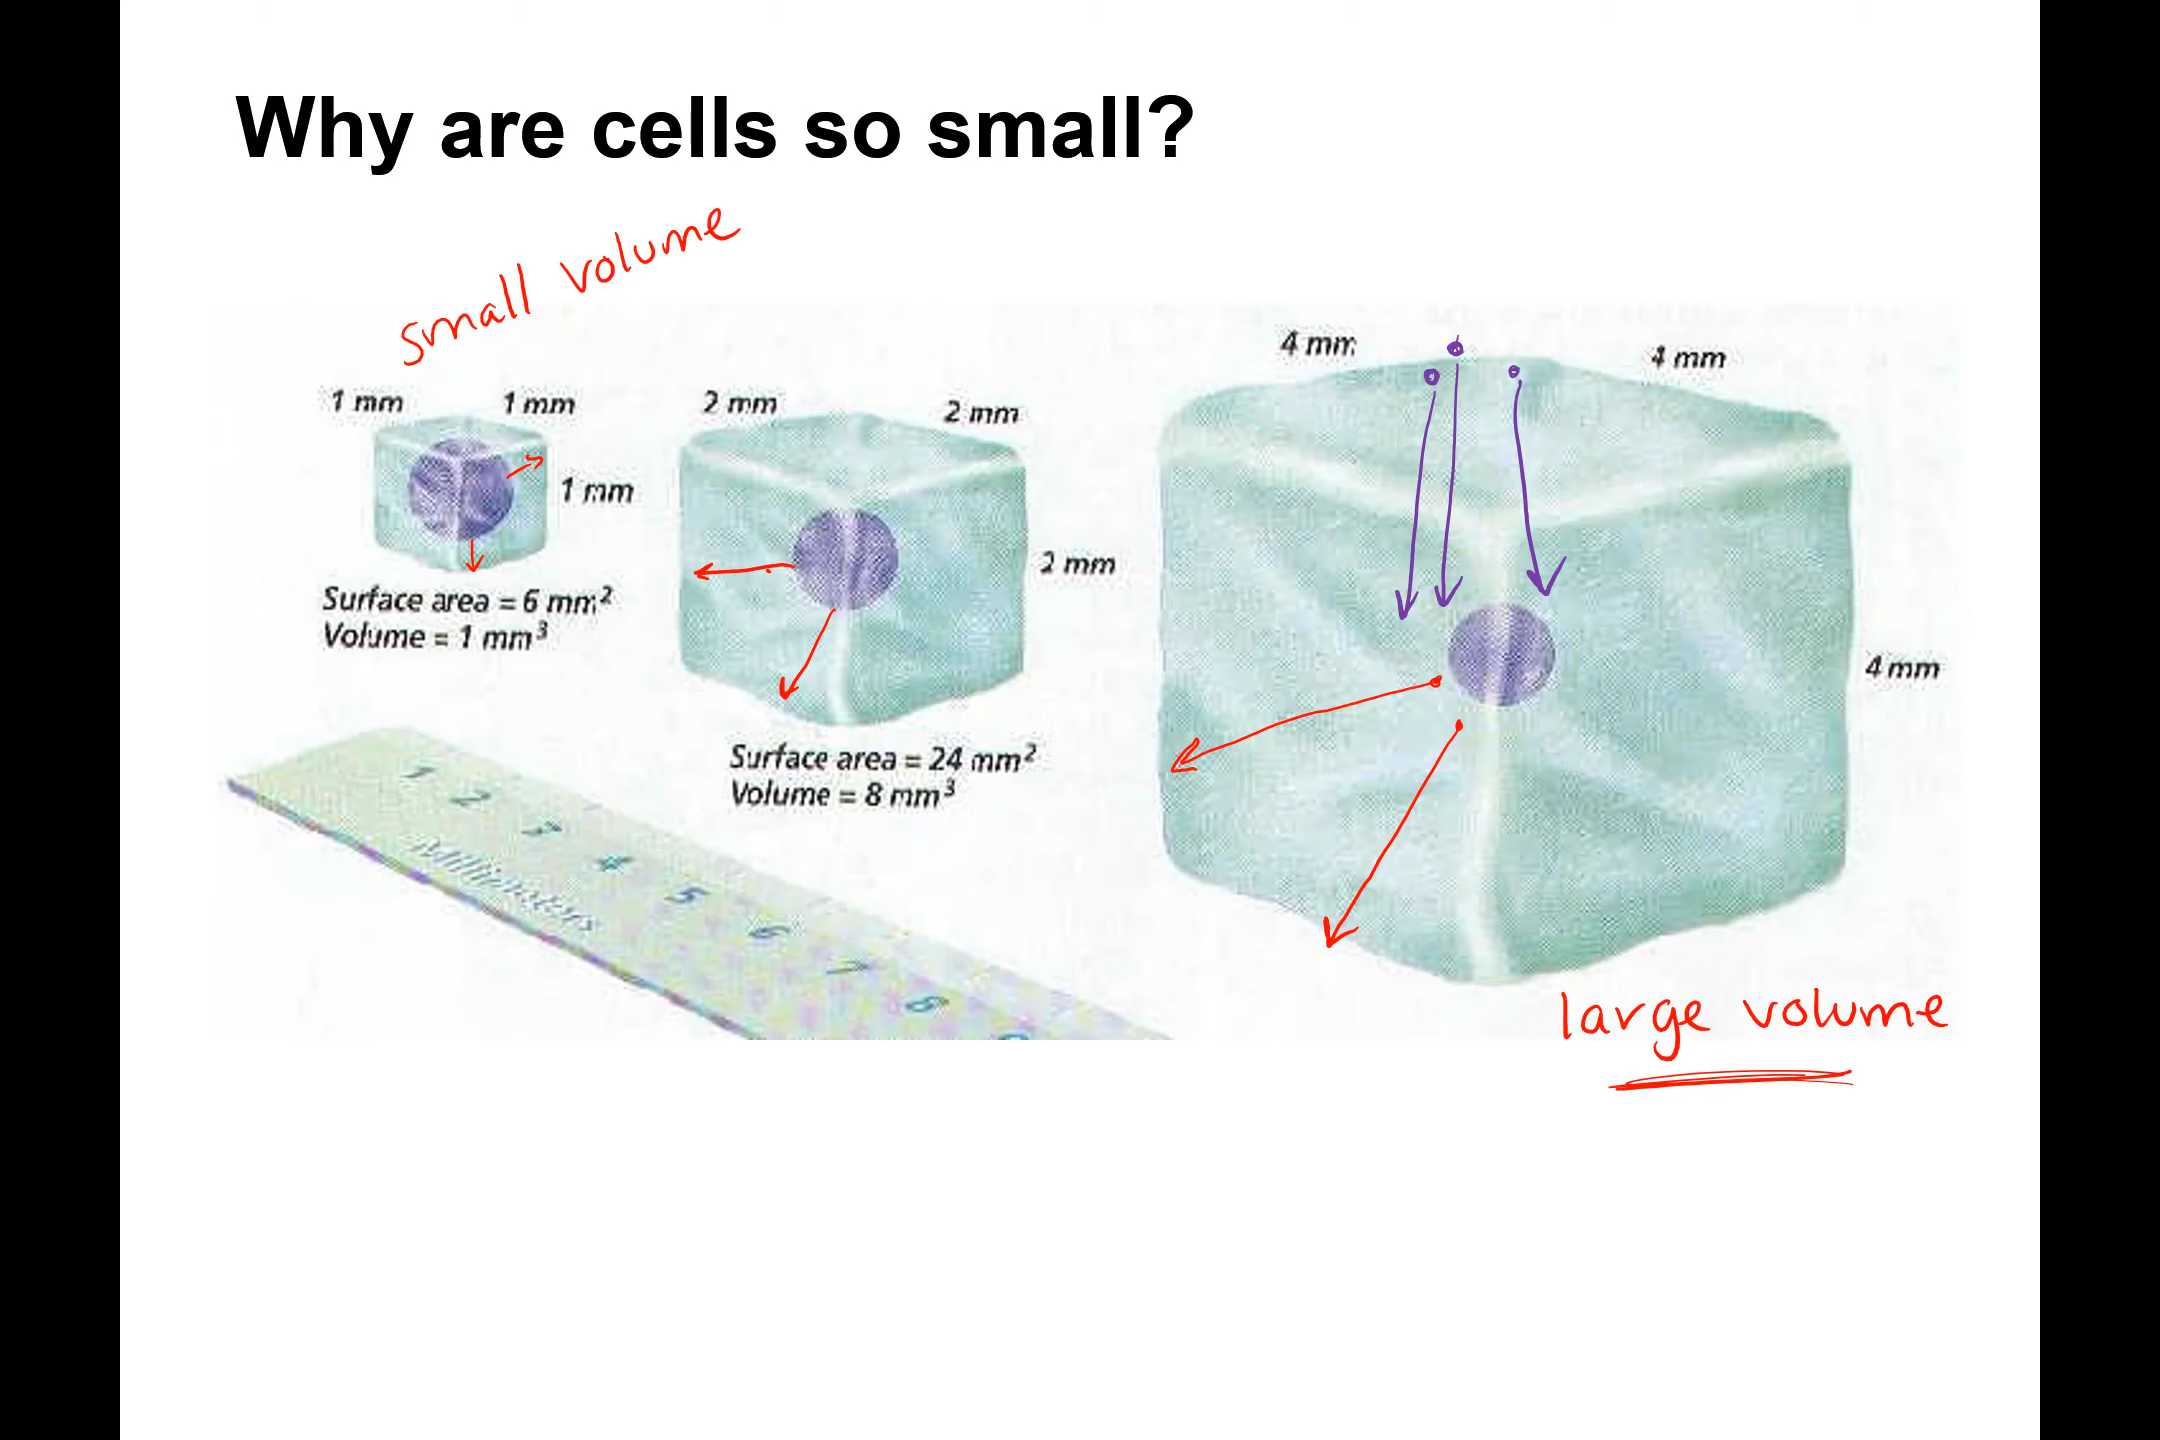 Why are cells so small?
small volume
1 mm
1 mm
1 mm
Surface area = 6 mm²
Volume = 1 mm³
2 mm
2 mm
2 mm
Surface area = 24 mm²
Volume = 8 mm³
4 mm
4 mm
4 mm
large volume
1 2 3 4 5 6 7 8
Millimeters